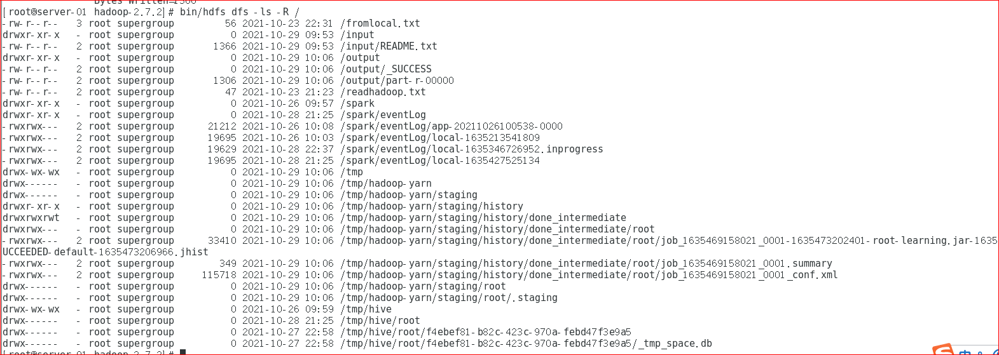 [root@server-01 hadoop-2.7.2]# bin/hdfs dfs -ls -R /
-rw-r--r--   3 root supergroup         56 2021-10-23 22:31 /fromlocal.txt
drwxr-xr-x   - root supergroup          0 2021-10-29 09:53 /input
-rw-r--r--   2 root supergroup       1366 2021-10-29 09:53 /input/README.txt
drwxr-xr-x   - root supergroup          0 2021-10-29 10:06 /output
-rw-r--r--   2 root supergroup          0 2021-10-29 10:06 /output/_SUCCESS
-rw-r--r--   2 root supergroup       1306 2021-10-29 10:06 /output/part-r-00000
-rw-r--r--   2 root supergroup         47 2021-10-23 21:23 /readhadoop.txt
drwxr-xr-x   - root supergroup          0 2021-10-26 09:57 /spark
drwxr-xr-x   - root supergroup          0 2021-10-28 21:25 /spark/eventLog
-rwxrwx---   2 root supergroup      21212 2021-10-26 10:08 /spark/eventLog/app-20211026100538-0000
-rwxrwx---   2 root supergroup      19695 2021-10-26 10:03 /spark/eventLog/local-1635213541809
-rwxrwx---   2 root supergroup      19629 2021-10-28 22:37 /spark/eventLog/local-1635346726952.inprogress
-rwxrwx---   2 root supergroup      19695 2021-10-28 21:25 /spark/eventLog/local-1635427525134
drwx-wx-wx   - root supergroup          0 2021-10-29 10:06 /tmp
drwx------   - root supergroup          0 2021-10-29 10:06 /tmp/hadoop-yarn
drwx------   - root supergroup          0 2021-10-29 10:06 /tmp/hadoop-yarn/staging
drwxr-xr-x   - root supergroup          0 2021-10-29 10:06 /tmp/hadoop-yarn/staging/history
drwxrwxrwt   - root supergroup          0 2021-10-29 10:06 /tmp/hadoop-yarn/staging/history/done_intermediate
drwxrwx---   - root supergroup          0 2021-10-29 10:06 /tmp/hadoop-yarn/staging/history/done_intermediate/root
-rwxrwx---   2 root supergroup      33410 2021-10-29 10:06 /tmp/hadoop-yarn/staging/history/done_intermediate/root/job_1635469158021_0001-1635473202401-root-learning.jar-1635
UCCEEDED-default-1635473206966.jhist
-rwxrwx---   2 root supergroup        349 2021-10-29 10:06 /tmp/hadoop-yarn/staging/history/done_intermediate/root/job_1635469158021_0001.summary
-rwxrwx---   2 root supergroup     115718 2021-10-29 10:06 /tmp/hadoop-yarn/staging/history/done_intermediate/root/job_1635469158021_0001_conf.xml
drwx------   - root supergroup          0 2021-10-29 10:06 /tmp/hadoop-yarn/staging/root
drwx------   - root supergroup          0 2021-10-29 10:06 /tmp/hadoop-yarn/staging/root/.staging
drwx-wx-wx   - root supergroup          0 2021-10-26 09:59 /tmp/hive
drwx------   - root supergroup          0 2021-10-28 21:25 /tmp/hive/root
drwx------   - root supergroup          0 2021-10-27 22:58 /tmp/hive/root/f4ebef81-b82c-423c-970a-febd47f3e9a5
drwx------   - root supergroup          0 2021-10-27 22:58 /tmp/hive/root/f4ebef81-b82c-423c-970a-febd47f3e9a5/_tmp_space.db
[root@server-01 hadoop-2.7.2]#